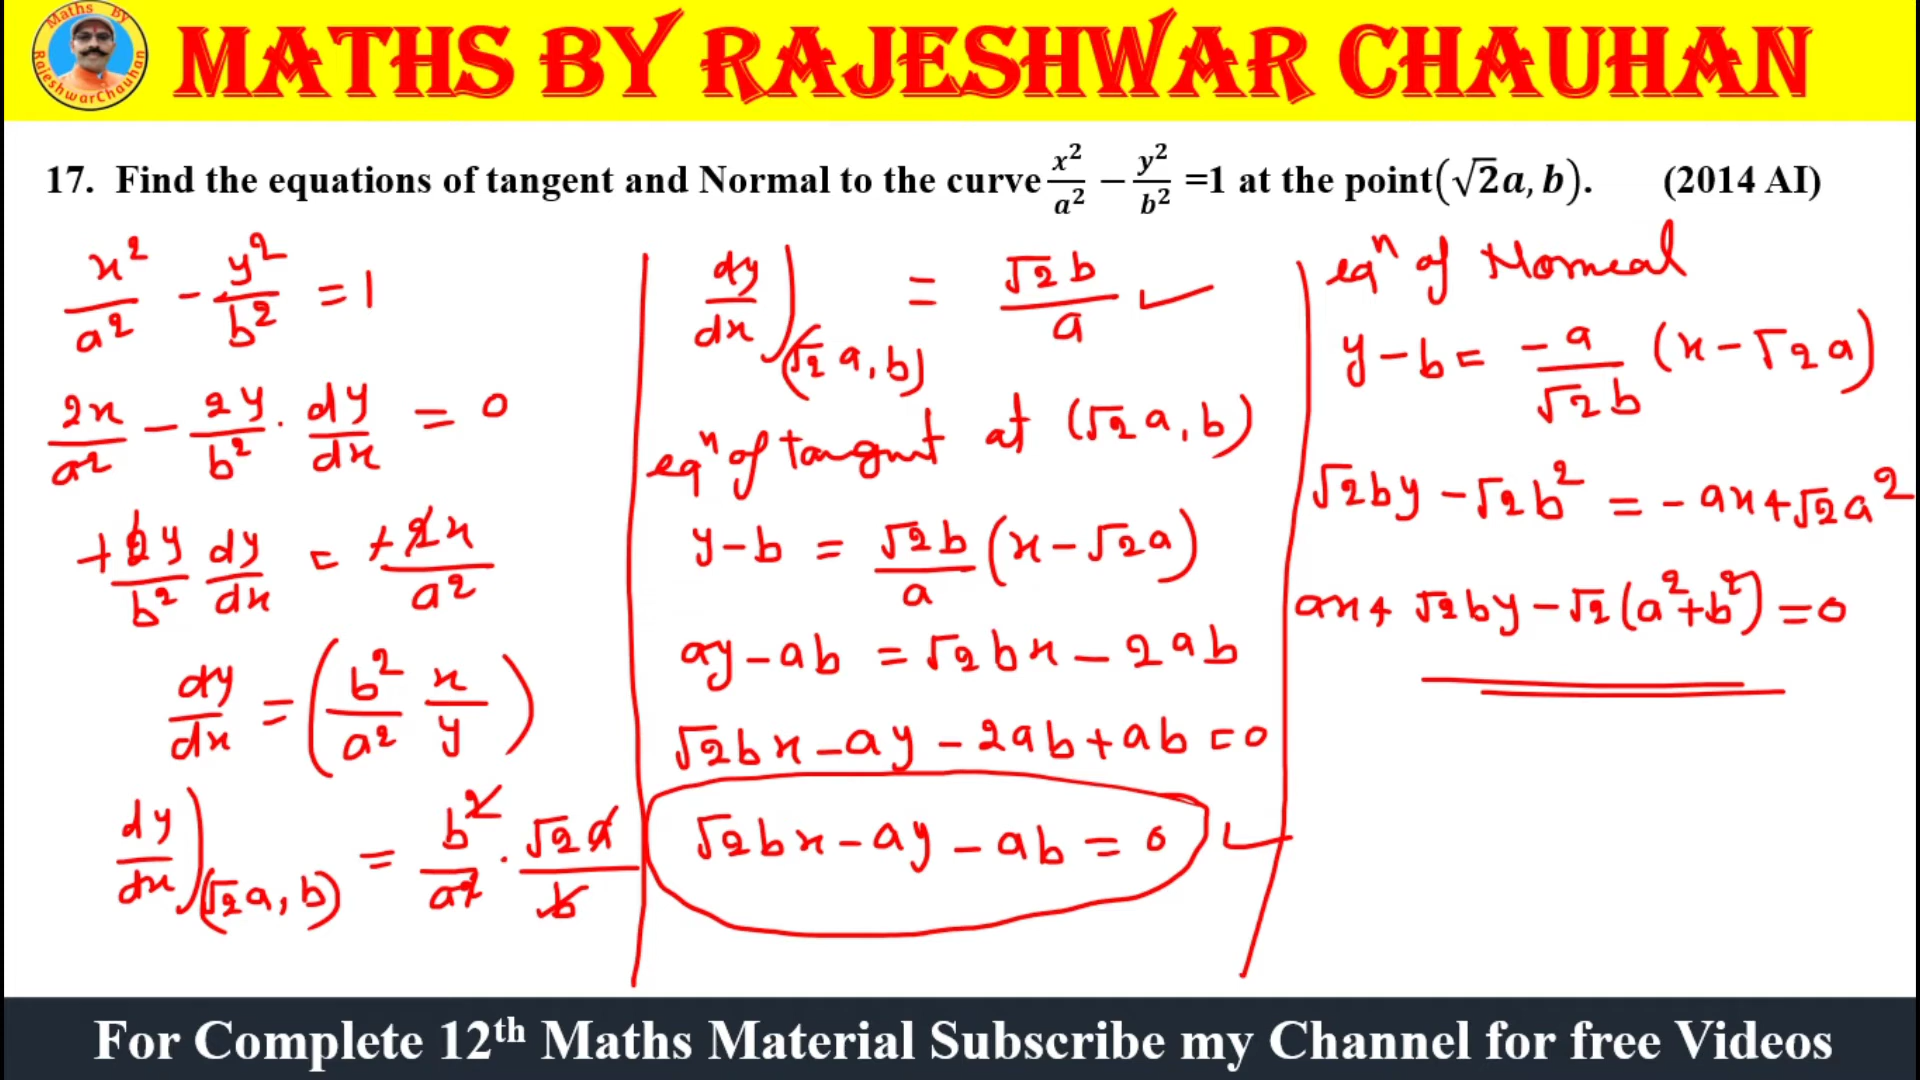 Maths By
RajeshwarChauhan
MATHS BY RAJESHWAR CHAUHAN
17. Find the equations of tangent and Normal to the curve x²/a² − y²/b² =1 at the point(√2a, b). (2014 AI)
x²/a² − y²/b² = 1
2x/a² − 2y/b² · dy/dx = 0
+2y/b² dy/dx = +2x/a²
dy/dx = (b²/a² x/y)
dy/dx)(√2a, b) = b²/a² · √2a/b
dy/dx)(√2a, b) = √2b/a ✓
eqⁿ of tangent at (√2a, b)
y − b = √2b/a (x − √2a)
ay − ab = √2bx − 2ab
√2bx − ay − 2ab + ab = 0
√2bx − ay − ab = 0 ✓
eqⁿ of Normal
y − b = −a/√2b (x − √2a)
√2by − √2b² = − ax + √2a²
ax + √2by − √2(a²+b²) = 0
For Complete 12th Maths Material Subscribe my Channel for free Videos